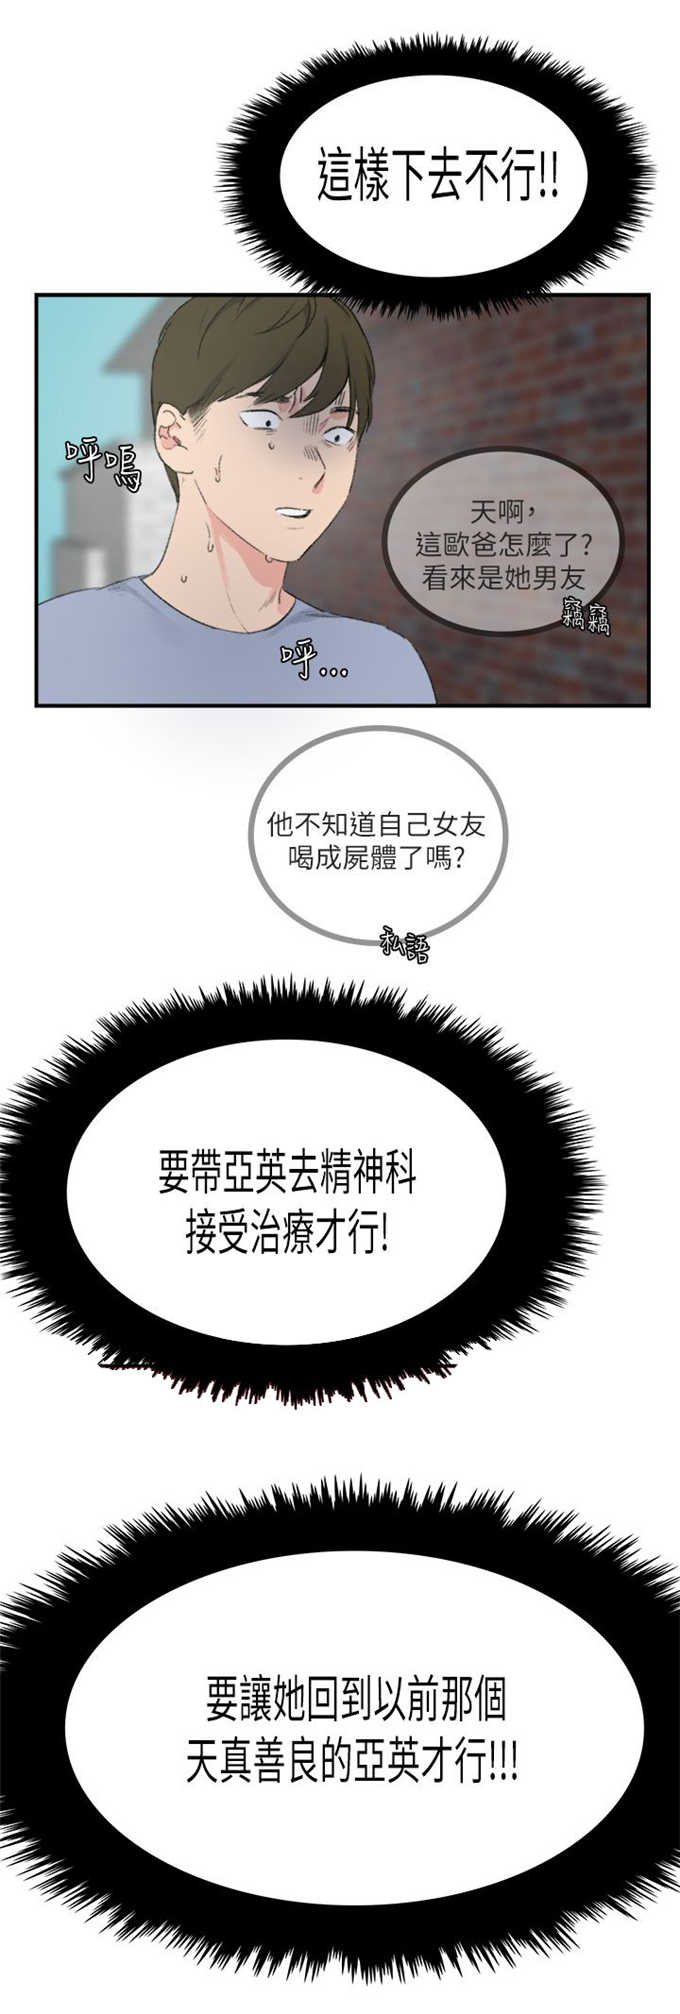 這樣下去不行!!
呼嗚
天啊，
這歐爸怎麼了?
看來是她男友
竊竊
呼...
他不知道自己女友
喝成屍體了嗎?
私語
要帶亞英去精神科
接受治療才行!
要讓她回到以前那個
天真善良的亞英才行!!!